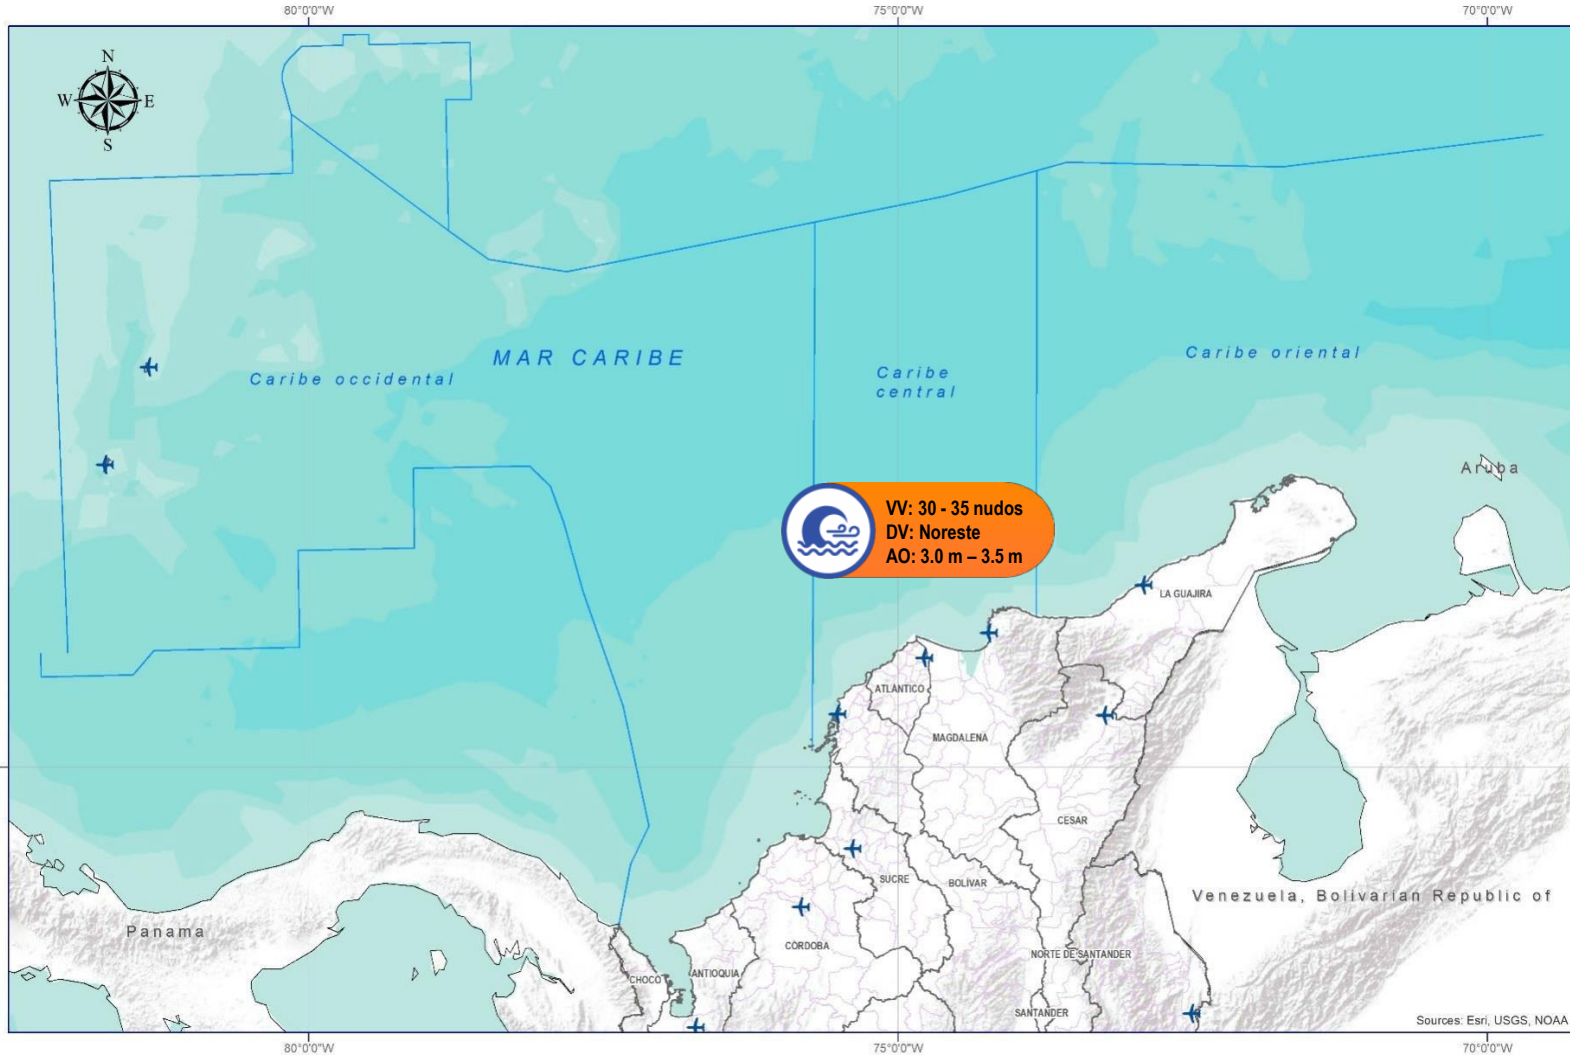 80°0'0"W
75°0'0"W
70°0'0"W
N
W
E
S
MAR CARIBE
Caribe occidental
Caribe
central
Caribe oriental
Aruba
VV: 30 - 35 nudos
DV: Noreste
AO: 3.0 m – 3.5 m
LA GUAJIRA
ATLANTICO
MAGDALENA
CESAR
SUCRE
BOLÍVAR
Venezuela, Bolivarian Republic of
Panama
CÓRDOBA
NORTE DE SANTANDER
CHOCÓ
ANTIOQUIA
SANTANDER
Sources: Esri, USGS, NOAA
80°0'0"W
75°0'0"W
70°0'0"W